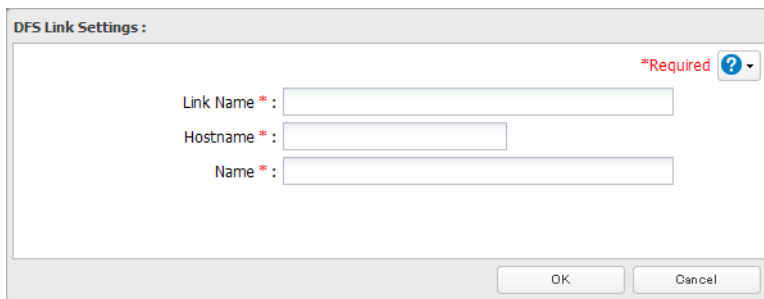 DFS Link Settings :
*Required ?
Link Name * :
Hostname * :
Name * :
OK Cancel